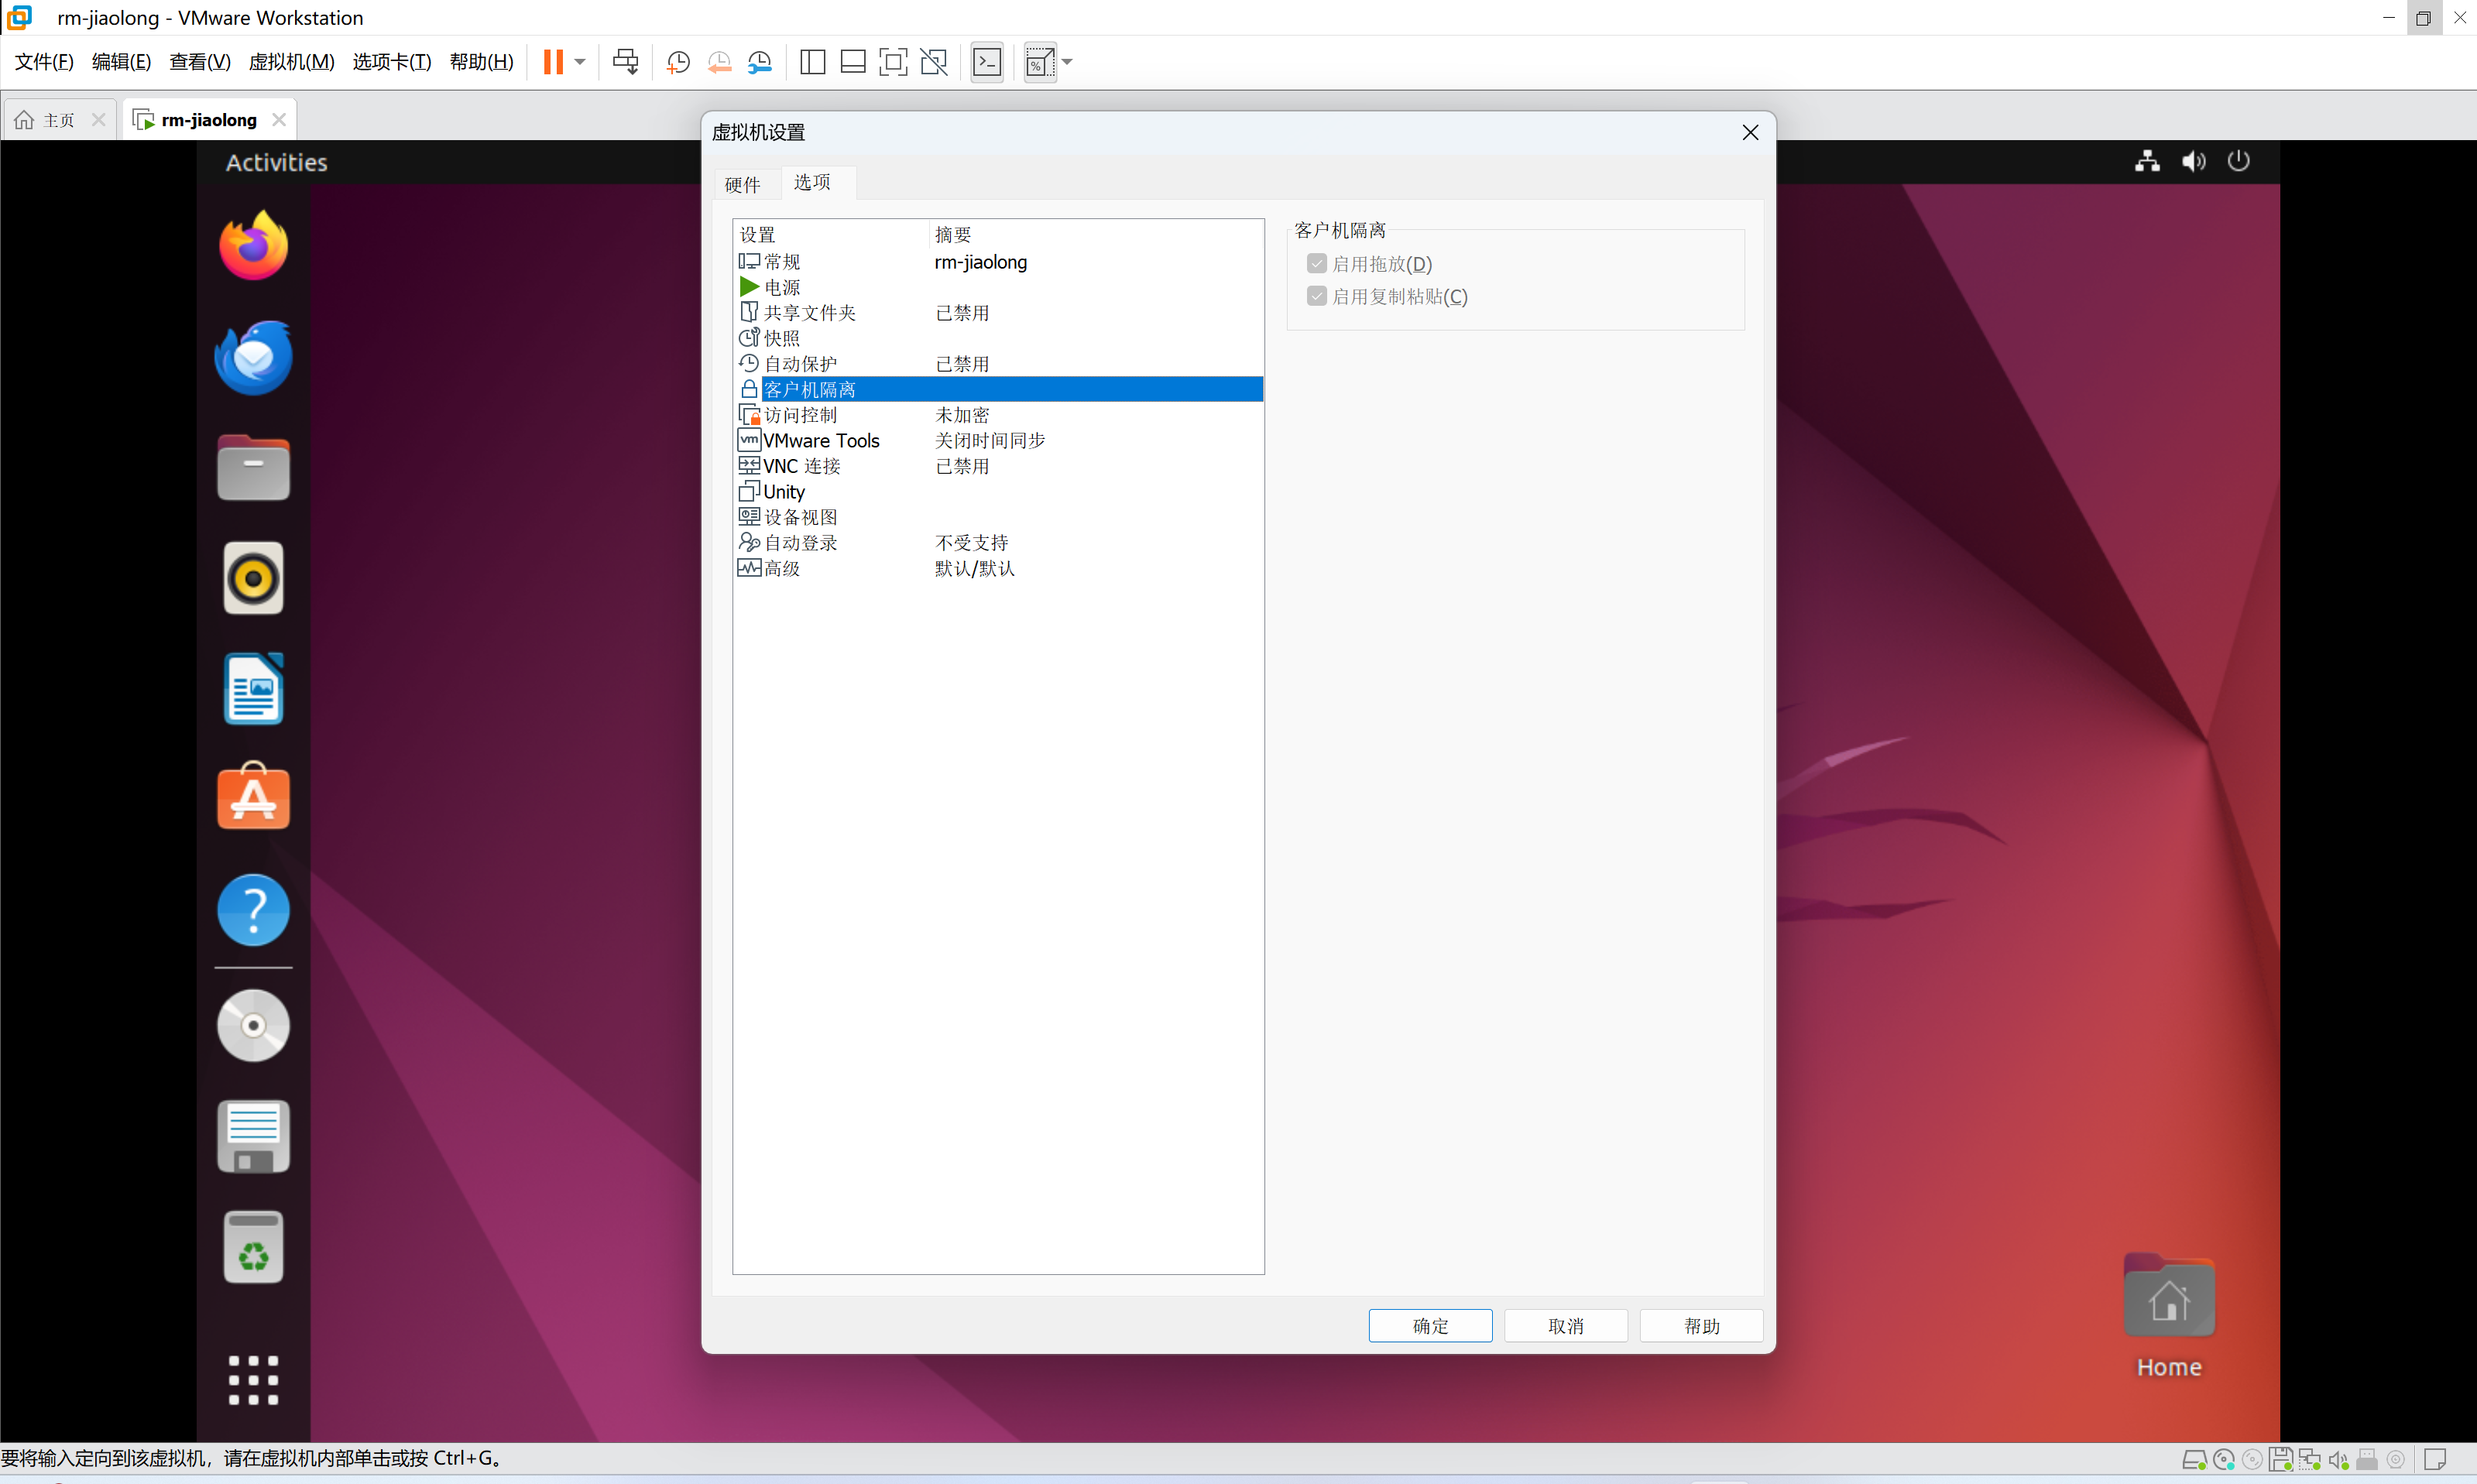 rm-jiaolong - VMware Workstation
文件(F) 编辑(E) 查看(V) 虚拟机(M) 选项卡(T) 帮助(H)
主页 rm-jiaolong
Activities
虚拟机设置
硬件 选项
设置 摘要
常规 rm-jiaolong
电源
共享文件夹 已禁用
快照
自动保护 已禁用
客户机隔离
访问控制 未加密
vm VMware Tools 关闭时间同步
VNC 连接 已禁用
Unity
设备视图
自动登录 不受支持
高级 默认/默认
客户机隔离
启用拖放(D)
启用复制粘贴(C)
确定 取消 帮助
Home
要将输入定向到该虚拟机，请在虚拟机内部单击或按 Ctrl+G。